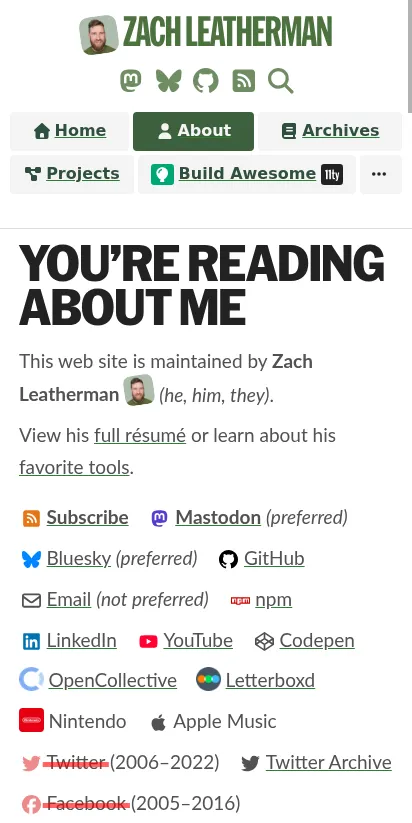 ZACH LEATHERMAN
Home
About
Archives
Projects
Build Awesome 11ty
YOU’RE READING
ABOUT ME
This web site is maintained by Zach
Leatherman (he, him, they).
View his full résumé or learn about his
favorite tools.
Subscribe Mastodon (preferred)
Bluesky (preferred) GitHub
Email (not preferred) npm
LinkedIn YouTube Codepen
OpenCollective Letterboxd
Nintendo Apple Music
Twitter (2006–2022) Twitter Archive
Facebook (2005–2016)